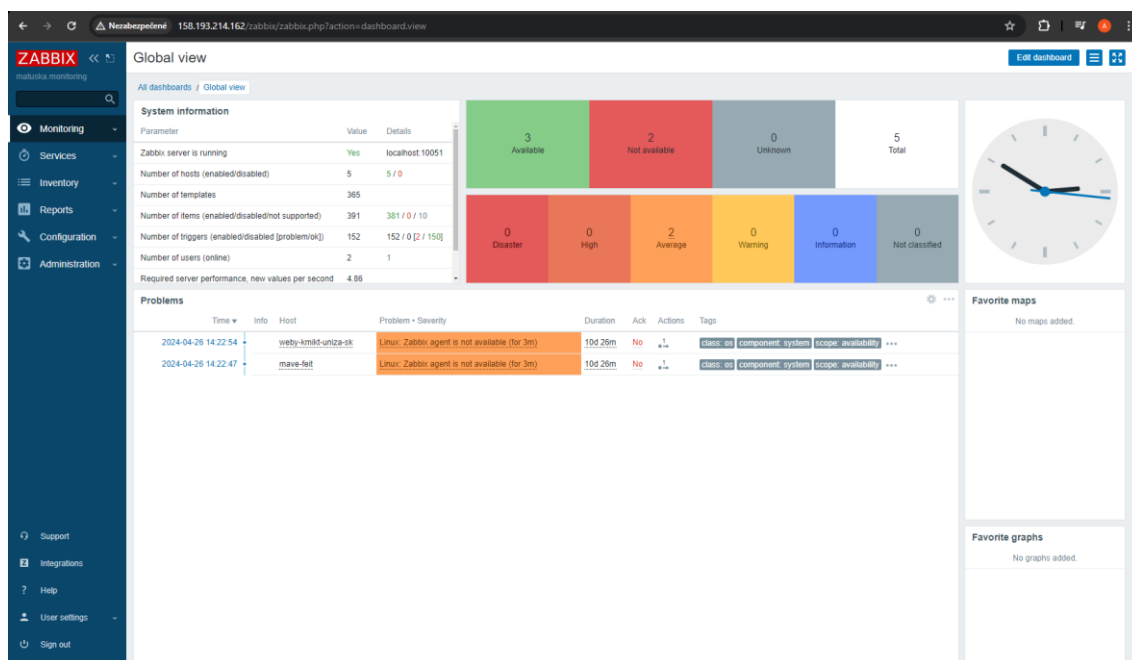 Nezabezpečené 158.193.214.162/zabbix/zabbix.php?action=dashboard.view
ZABBIX
matuska.monitoring
Monitoring
Services
Inventory
Reports
Configuration
Administration
Support
Integrations
Help
User settings
Sign out
Global view
Edit dashboard
All dashboards / Global view
System information
Parameter Value Details
Zabbix server is running Yes localhost:10051
Number of hosts (enabled/disabled) 5 5 / 0
Number of templates 365
Number of items (enabled/disabled/not supported) 391 381 / 0 / 10
Number of triggers (enabled/disabled [problem/ok]) 152 152 / 0 [2 / 150]
Number of users (online) 2 1
Required server performance, new values per second 4.86
3 Available
2 Not available
0 Unknown
5 Total
0 Disaster
0 High
2 Average
0 Warning
0 Information
0 Not classified
Problems
Time Info Host Problem • Severity Duration Ack Actions Tags
2024-04-26 14:22:54 weby-kmikt-uniza-sk Linux: Zabbix agent is not available (for 3m) 10d 26m No 1 class: os component: system scope: availability
2024-04-26 14:22:47 mave-feit Linux: Zabbix agent is not available (for 3m) 10d 26m No 1 class: os component: system scope: availability
Favorite maps
No maps added.
Favorite graphs
No graphs added.